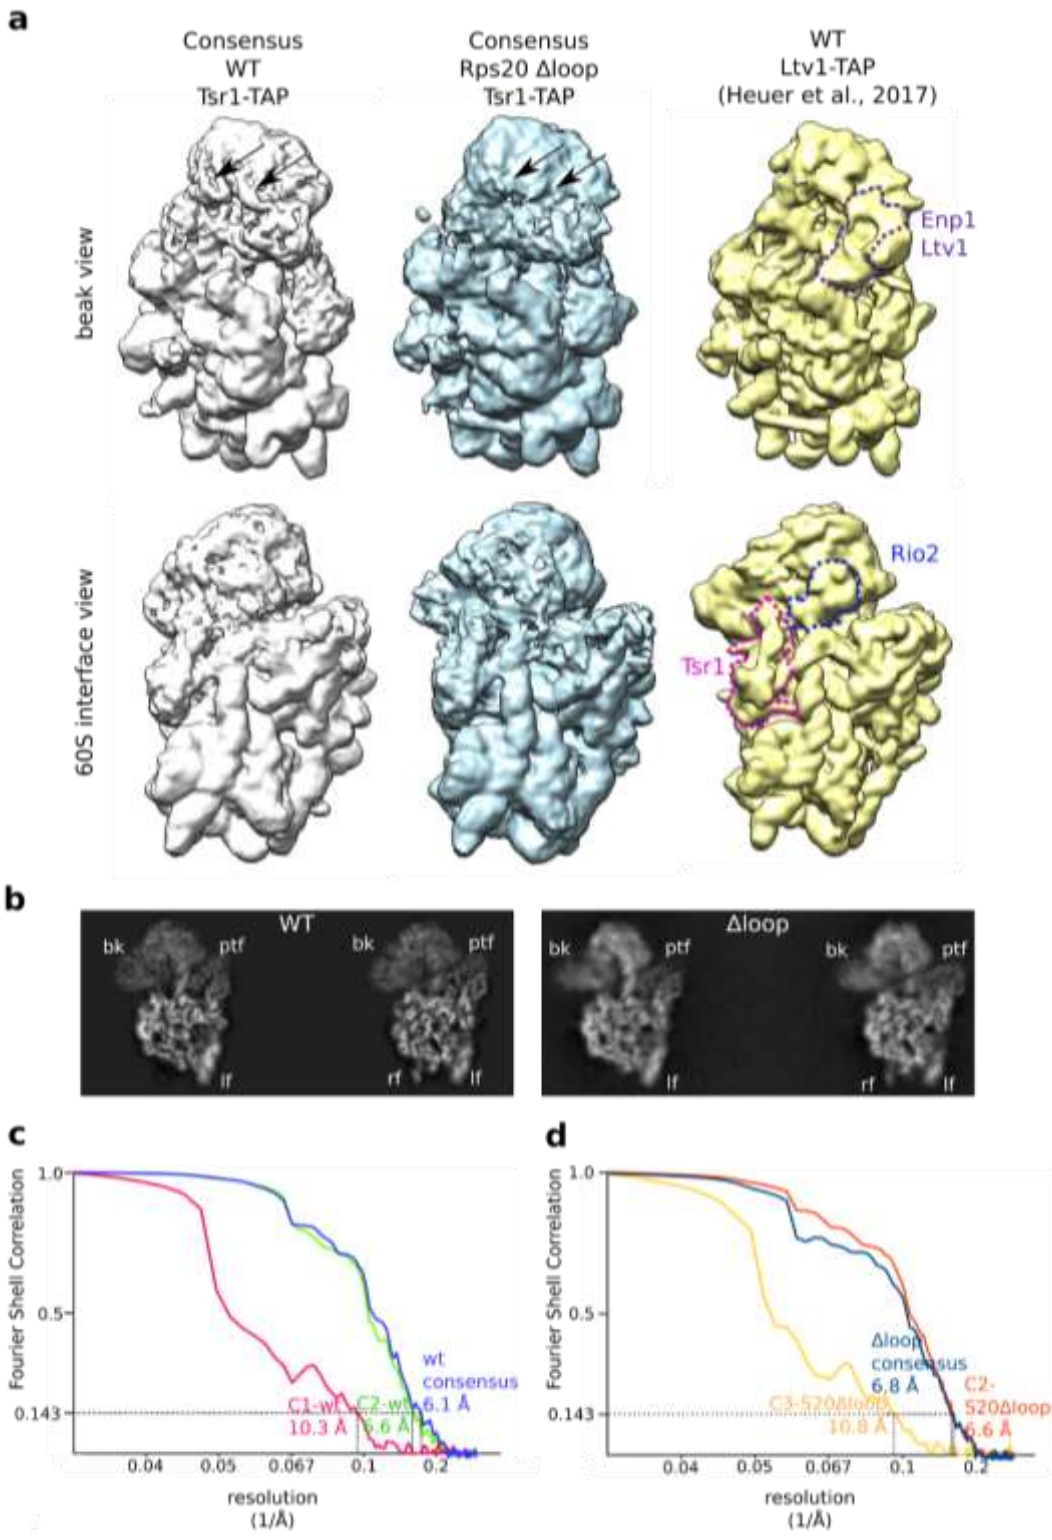 a
Consensus
WT
Tsr1-TAP
Consensus
Rps20 Δloop
Tsr1-TAP
WT
Ltv1-TAP
(Heuer et al., 2017)
beak view
Enp1
Ltv1
60S interface view
Rio2
Tsr1
b
WT
bk
ptf
bk
ptf
lf
rf
lf
Δloop
bk
ptf
bk
ptf
lf
rf
lf
c
Fourier Shell Correlation
1.0
0.5
0.143
wt
consensus
6.1 Å
C1-wt
10.3 Å
C2-wt
6.6 Å
0.04
0.05
0.067
0.1
0.2
resolution
(1/Å)
d
Fourier Shell Correlation
1.0
0.5
0.143
Δloop
consensus
6.8 Å
C2-
S20Δloop
6.6 Å
C3-S20Δloop
10.8 Å
0.04
0.05
0.067
0.1
0.2
resolution
(1/Å)